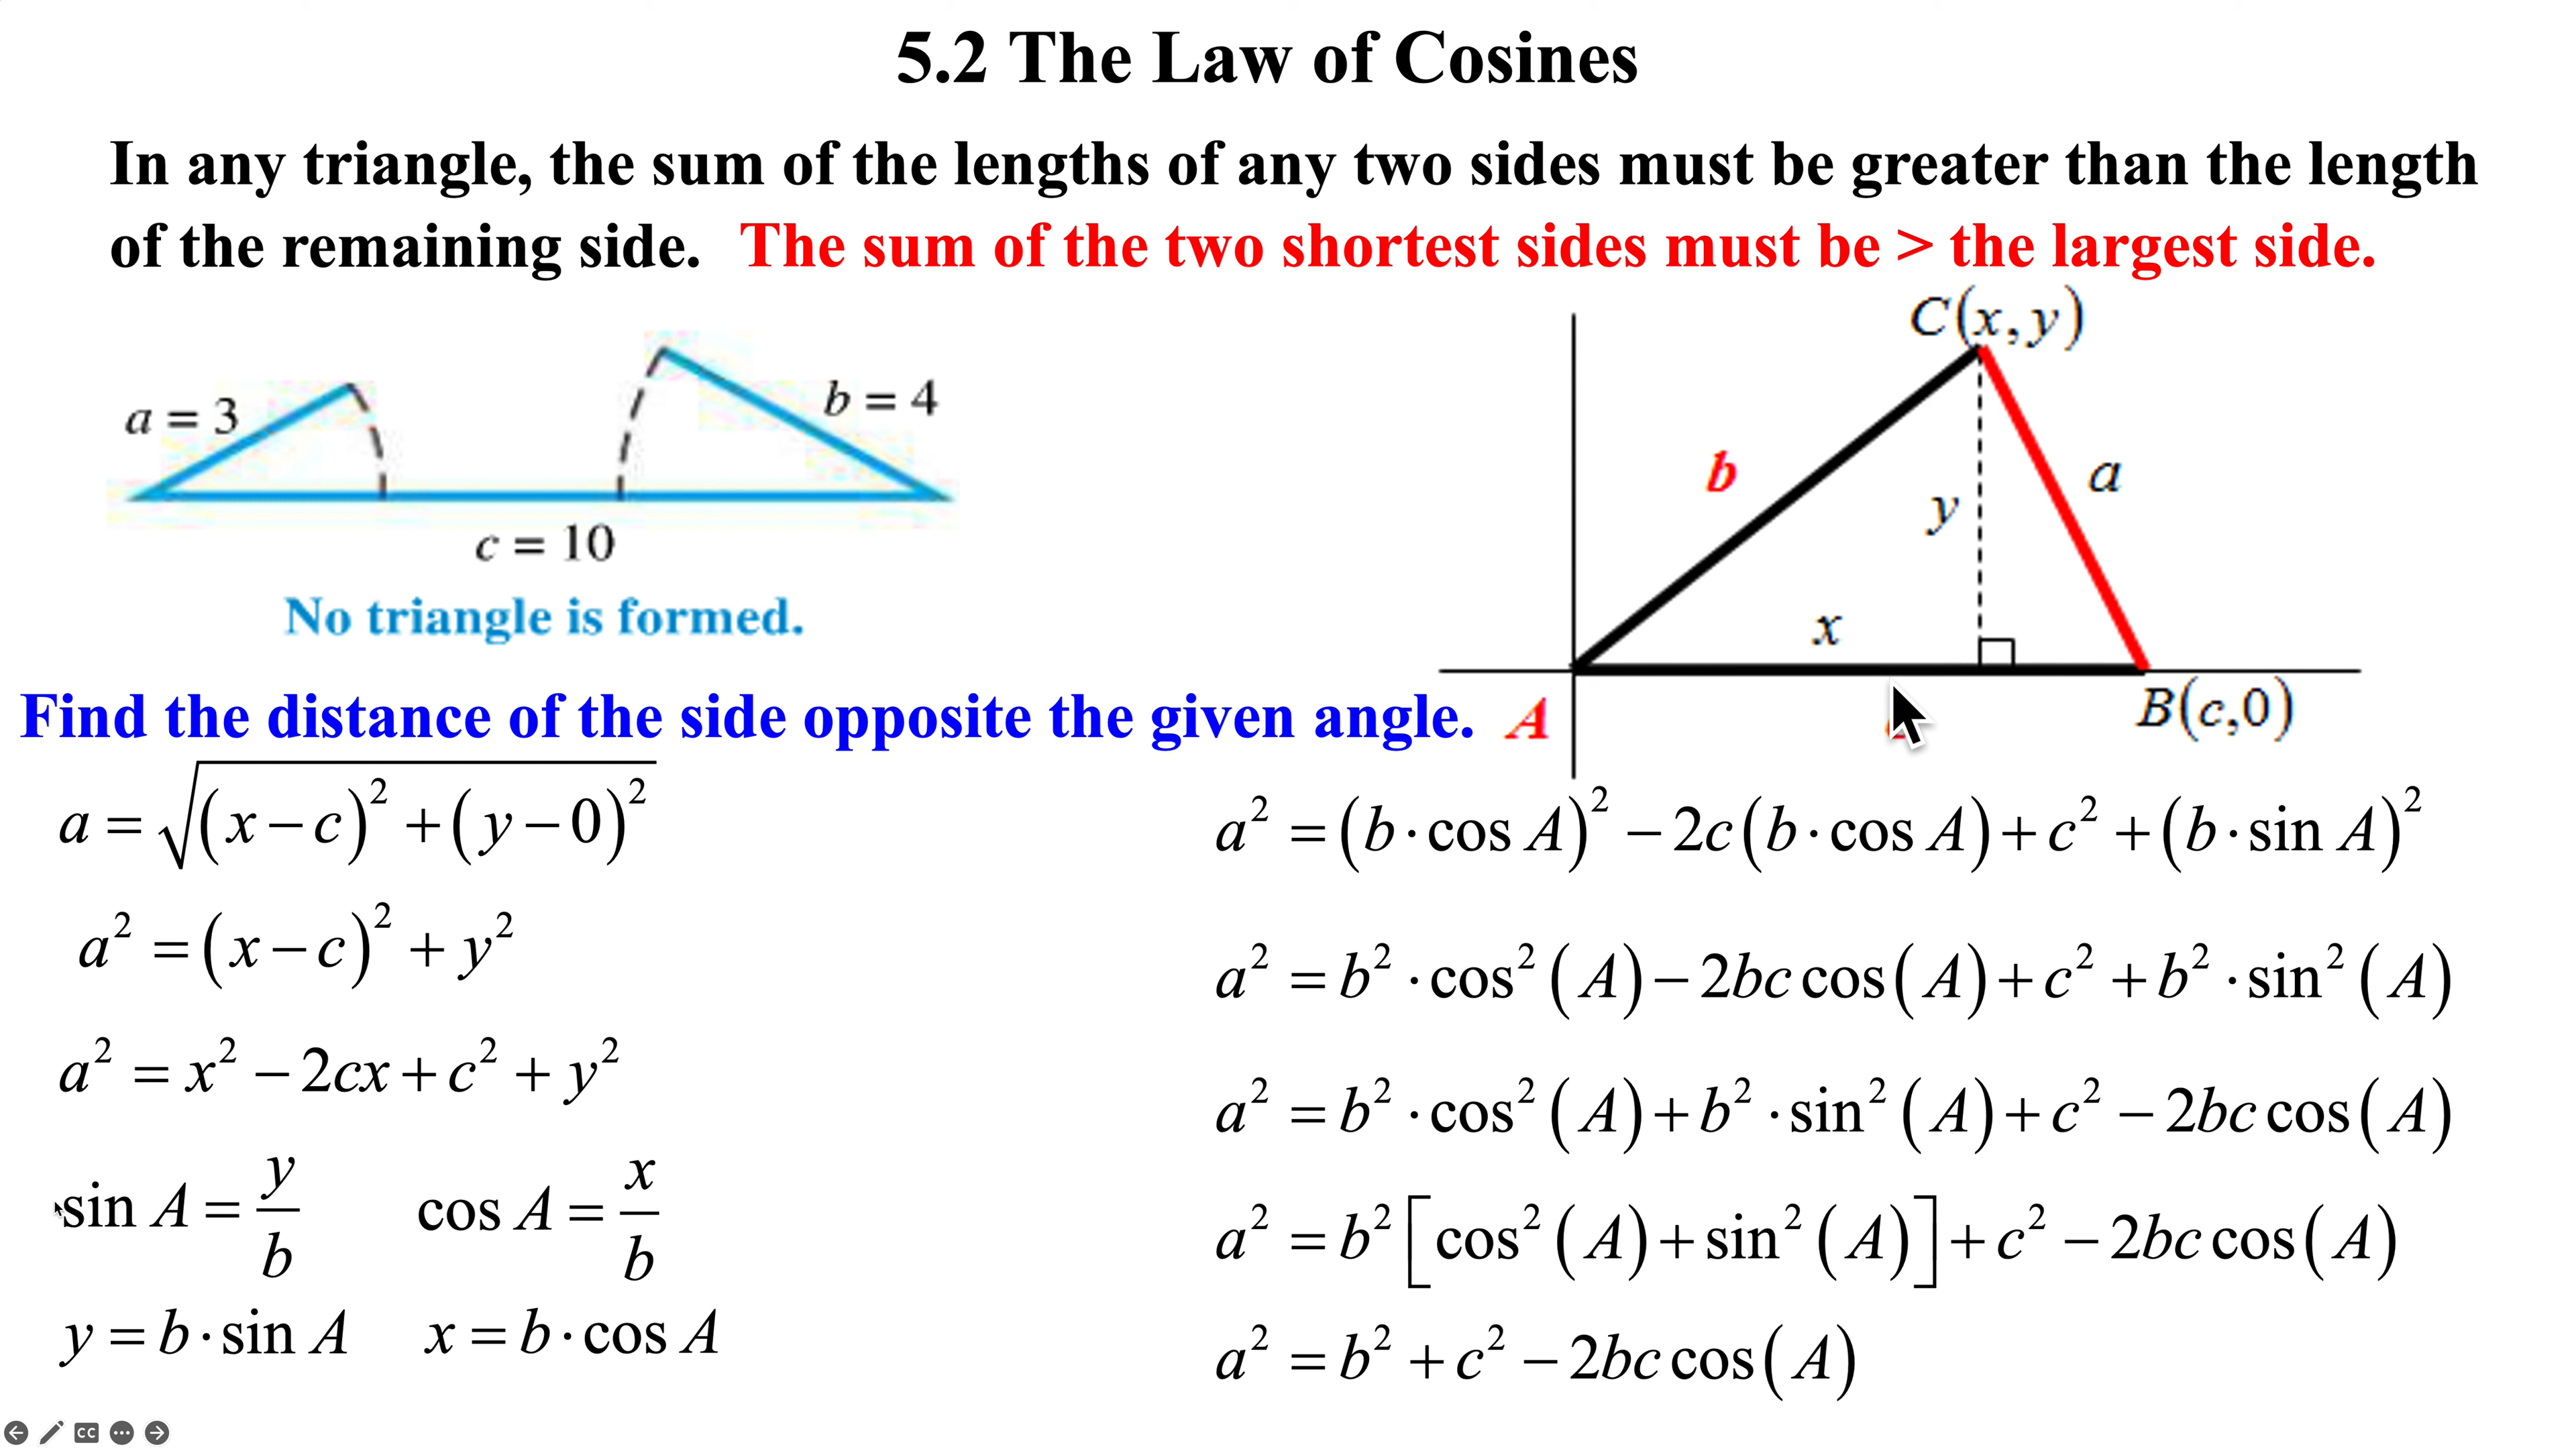 5.2 The Law of Cosines
In any triangle, the sum of the lengths of any two sides must be greater than the length
of the remaining side. The sum of the two shortest sides must be > the largest side.
a = 3
b = 4
c = 10
No triangle is formed.
C(x,y)
b
a
y
x
A
B(c,0)
Find the distance of the side opposite the given angle.
a = √((x − c)² + (y − 0)²)
a² = (x − c)² + y²
a² = x² − 2cx + c² + y²
sin A = y/b cos A = x/b
y = b · sin A x = b · cos A
a² = (b · cos A)² − 2c(b · cos A) + c² + (b · sin A)²
a² = b² · cos²(A) − 2bc cos(A) + c² + b² · sin²(A)
a² = b² · cos²(A) + b² · sin²(A) + c² − 2bc cos(A)
a² = b²[cos²(A) + sin²(A)] + c² − 2bc cos(A)
a² = b² + c² − 2bc cos(A)
CC